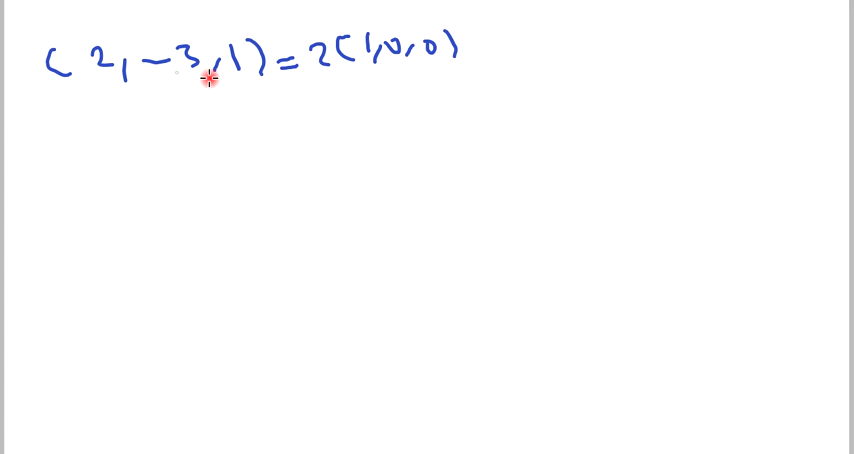 (2, -3, 1) = 2(1, 0, 0)